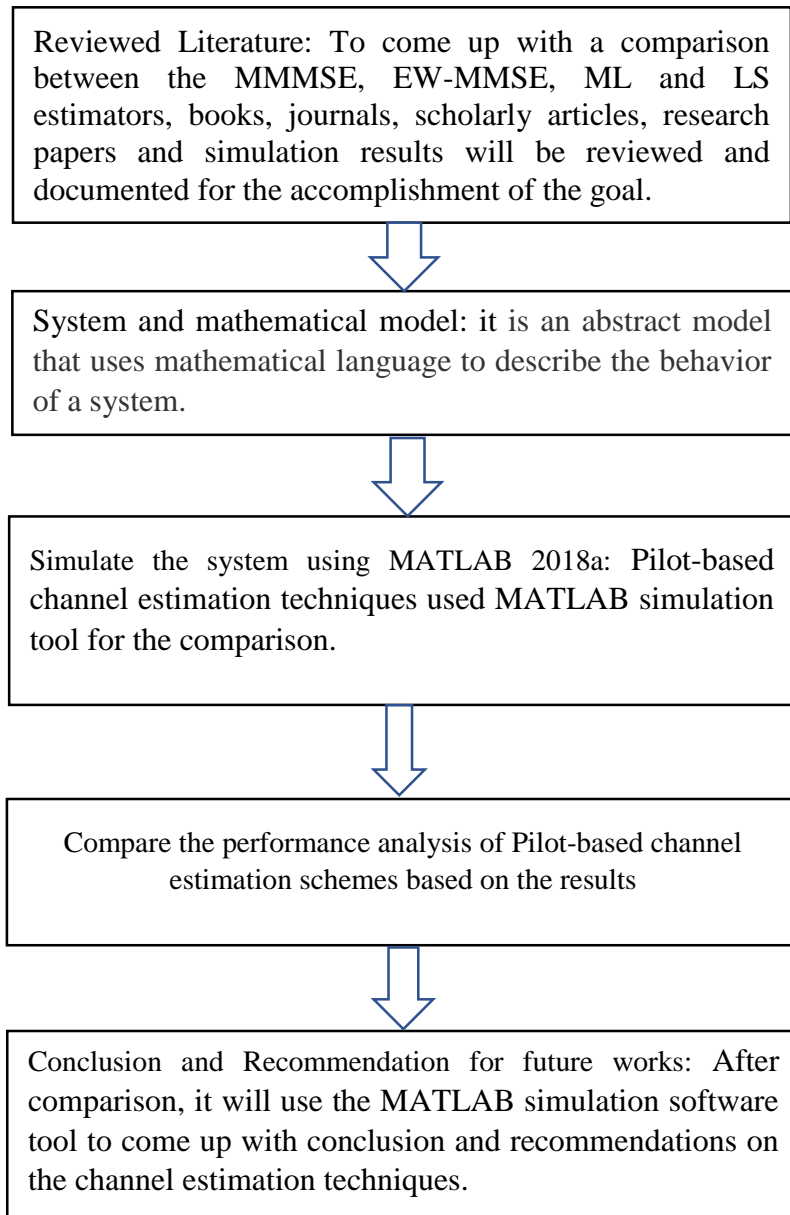 Reviewed Literature: To come up with a comparison
between the MMMSE, EW-MMSE, ML and LS
estimators, books, journals, scholarly articles, research
papers and simulation results will be reviewed and
documented for the accomplishment of the goal.
System and mathematical model: it is an abstract model
that uses mathematical language to describe the behavior
of a system.
Simulate the system using MATLAB 2018a: Pilot-based
channel estimation techniques used MATLAB simulation
tool for the comparison.
Compare the performance analysis of Pilot-based channel
estimation schemes based on the results
Conclusion and Recommendation for future works: After
comparison, it will use the MATLAB simulation software
tool to come up with conclusion and recommendations on
the channel estimation techniques.